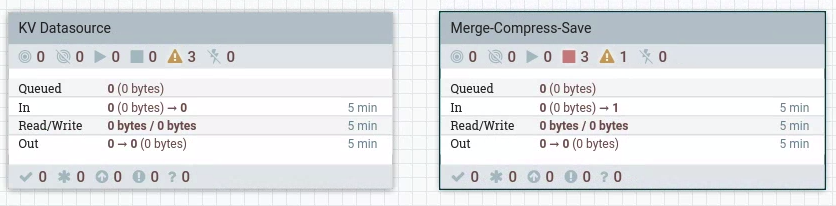 KV Datasource
0 0 0 0 3 0
Queued 0 (0 bytes)
In 0 (0 bytes) → 0 5 min
Read/Write 0 bytes / 0 bytes 5 min
Out 0 → 0 (0 bytes) 5 min
0 0 0 0 ? 0
Merge-Compress-Save
0 0 0 3 1 0
Queued 0 (0 bytes)
In 0 (0 bytes) → 1 5 min
Read/Write 0 bytes / 0 bytes 5 min
Out 0 → 0 (0 bytes) 5 min
0 0 0 0 ? 0